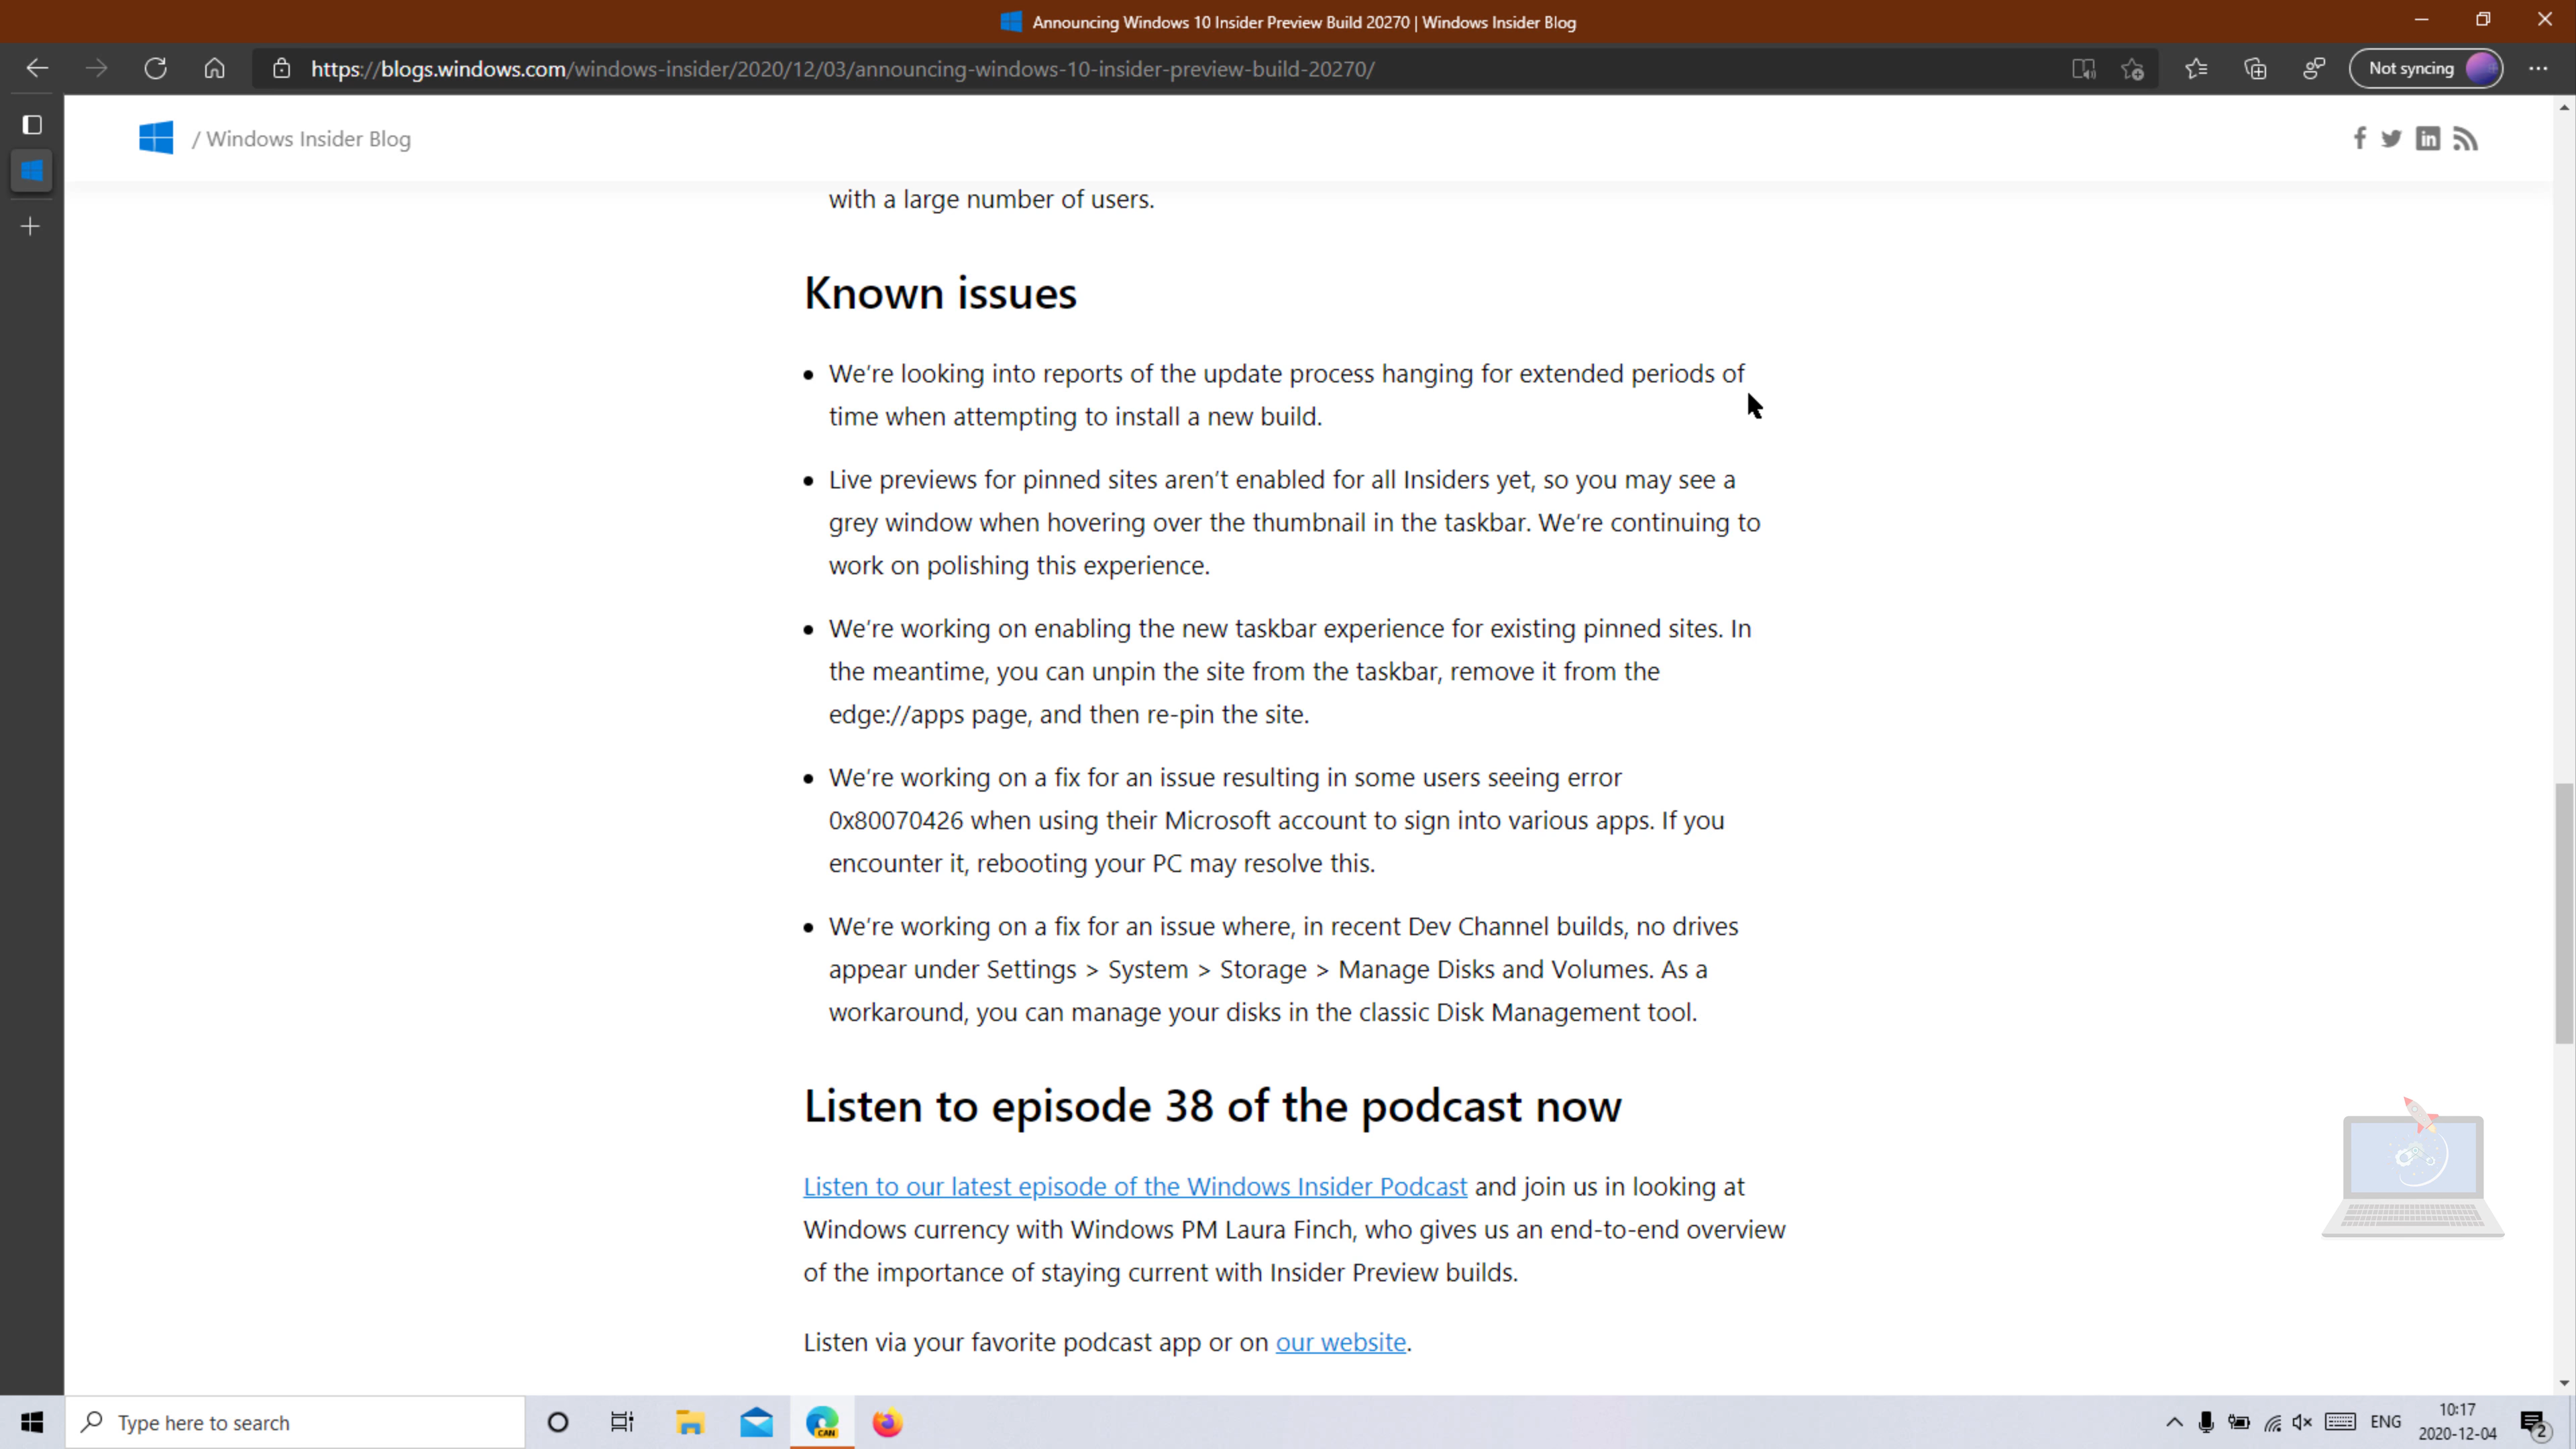 Announcing Windows 10 Insider Preview Build 20270 | Windows Insider Blog
https://blogs.windows.com/windows-insider/2020/12/03/announcing-windows-10-insider-preview-build-20270/
Not syncing
/ Windows Insider Blog
with a large number of users.
Known issues
• We're looking into reports of the update process hanging for extended periods of
time when attempting to install a new build.
• Live previews for pinned sites aren't enabled for all Insiders yet, so you may see a
grey window when hovering over the thumbnail in the taskbar. We're continuing to
work on polishing this experience.
• We're working on enabling the new taskbar experience for existing pinned sites. In
the meantime, you can unpin the site from the taskbar, remove it from the
edge://apps page, and then re-pin the site.
• We're working on a fix for an issue resulting in some users seeing error
0x80070426 when using their Microsoft account to sign into various apps. If you
encounter it, rebooting your PC may resolve this.
• We're working on a fix for an issue where, in recent Dev Channel builds, no drives
appear under Settings > System > Storage > Manage Disks and Volumes. As a
workaround, you can manage your disks in the classic Disk Management tool.
Listen to episode 38 of the podcast now
Listen to our latest episode of the Windows Insider Podcast and join us in looking at
Windows currency with Windows PM Laura Finch, who gives us an end-to-end overview
of the importance of staying current with Insider Preview builds.
Listen via your favorite podcast app or on our website.
Type here to search
CAN
ENG
10:17
2020-12-04
2